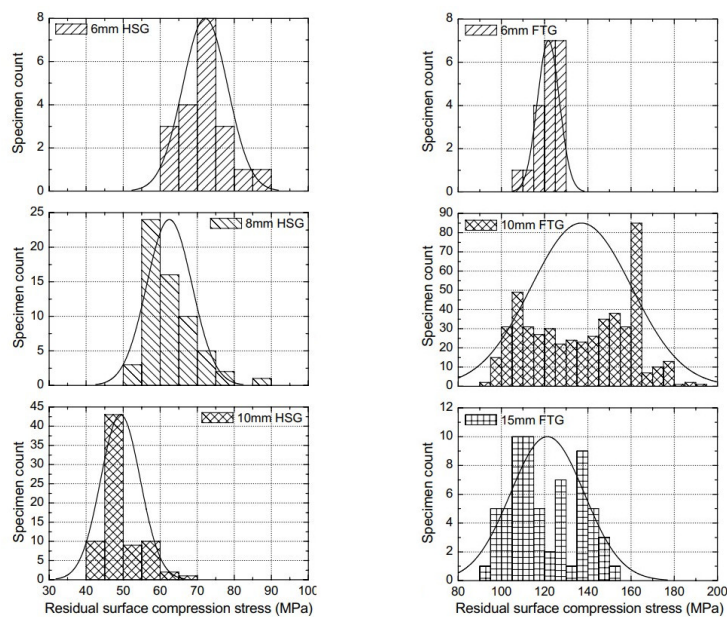 8
6
4
2
0
Specimen count
6mm HSG
25
20
15
10
5
0
Specimen count
8mm HSG
45
40
35
30
25
20
15
10
5
0
Specimen count
10mm HSG
30 40 50 60 70 80 90 100
Residual surface compression stress (MPa)
8
6
4
2
0
Specimen count
6mm FTG
90
80
70
60
50
40
30
20
10
0
Specimen count
10mm FTG
12
10
8
6
4
2
0
Specimen count
15mm FTG
80 100 120 140 160 180 200
Residual surface compression stress (MPa)